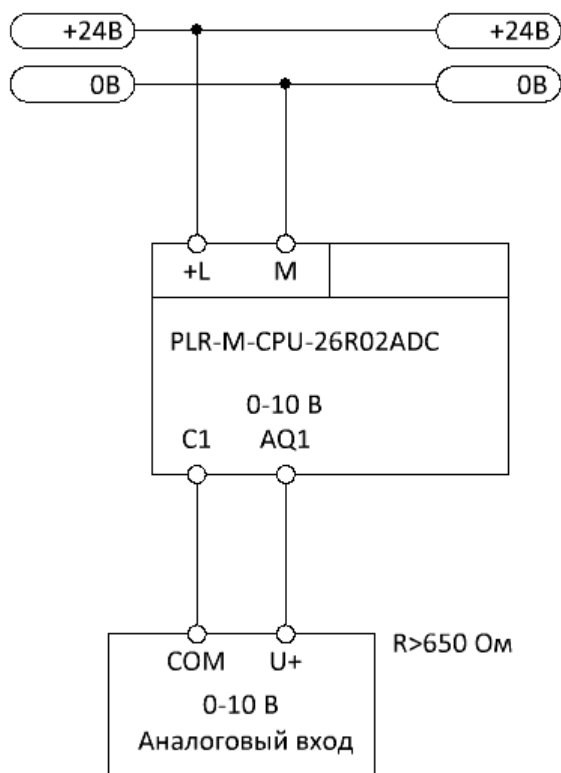 +24В +24В
0В 0В
+L M
PLR-M-CPU-26R02ADC
0-10 В
C1 AQ1
R>650 Ом
COM U+
0-10 В
Аналоговый вход